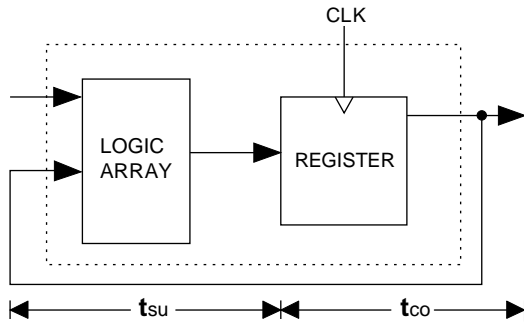 CLK
LOGIC
ARRAY
REGISTER
tsu
tco